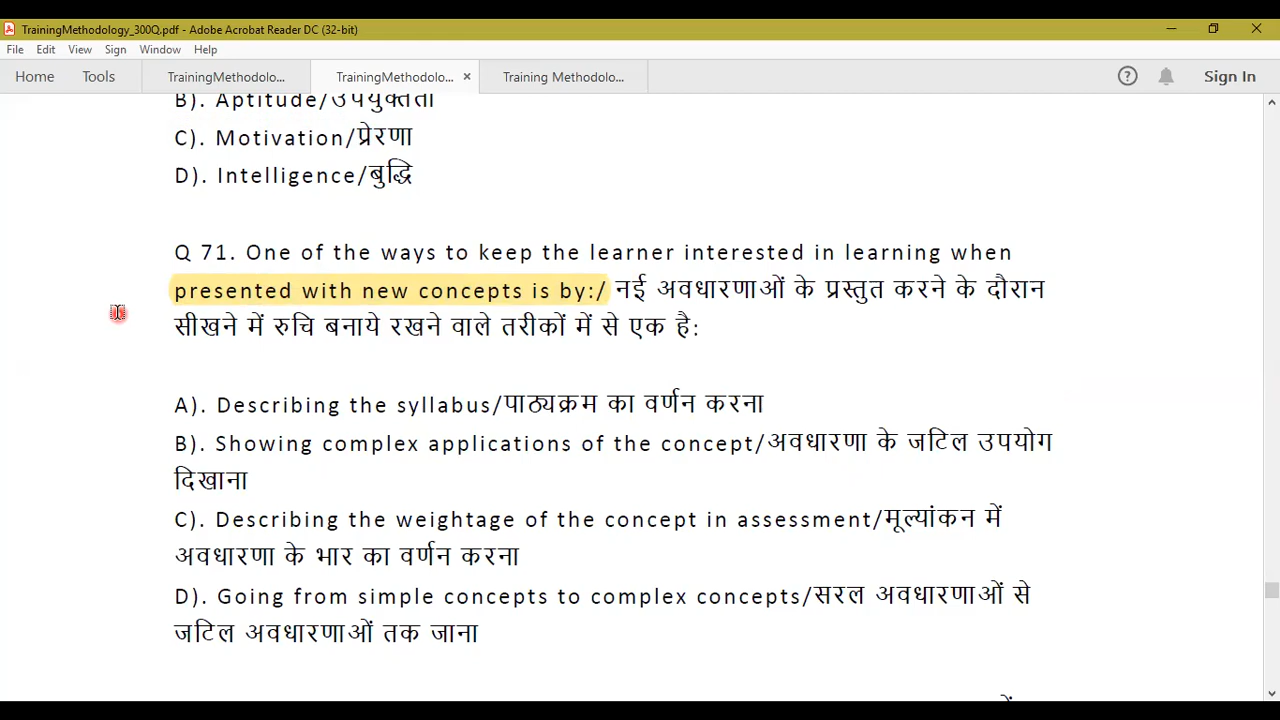 TrainingMethodology_300Q.pdf - Adobe Acrobat Reader DC (32-bit)
File Edit View Sign Window Help
Home Tools TrainingMethodolo... TrainingMethodolo... × Training Methodolo... Sign In
B). Aptitude/उपयुक्तता
C). Motivation/प्रेरणा
D). Intelligence/बुद्धि
Q 71. One of the ways to keep the learner interested in learning when
presented with new concepts is by:/ नई अवधारणाओं के प्रस्तुत करने के दौरान
सीखने में रुचि बनाये रखने वाले तरीकों में से एक है:
A). Describing the syllabus/पाठ्यक्रम का वर्णन करना
B). Showing complex applications of the concept/अवधारणा के जटिल उपयोग
दिखाना
C). Describing the weightage of the concept in assessment/मूल्यांकन में
अवधारणा के भार का वर्णन करना
D). Going from simple concepts to complex concepts/सरल अवधारणाओं से
जटिल अवधारणाओं तक जाना